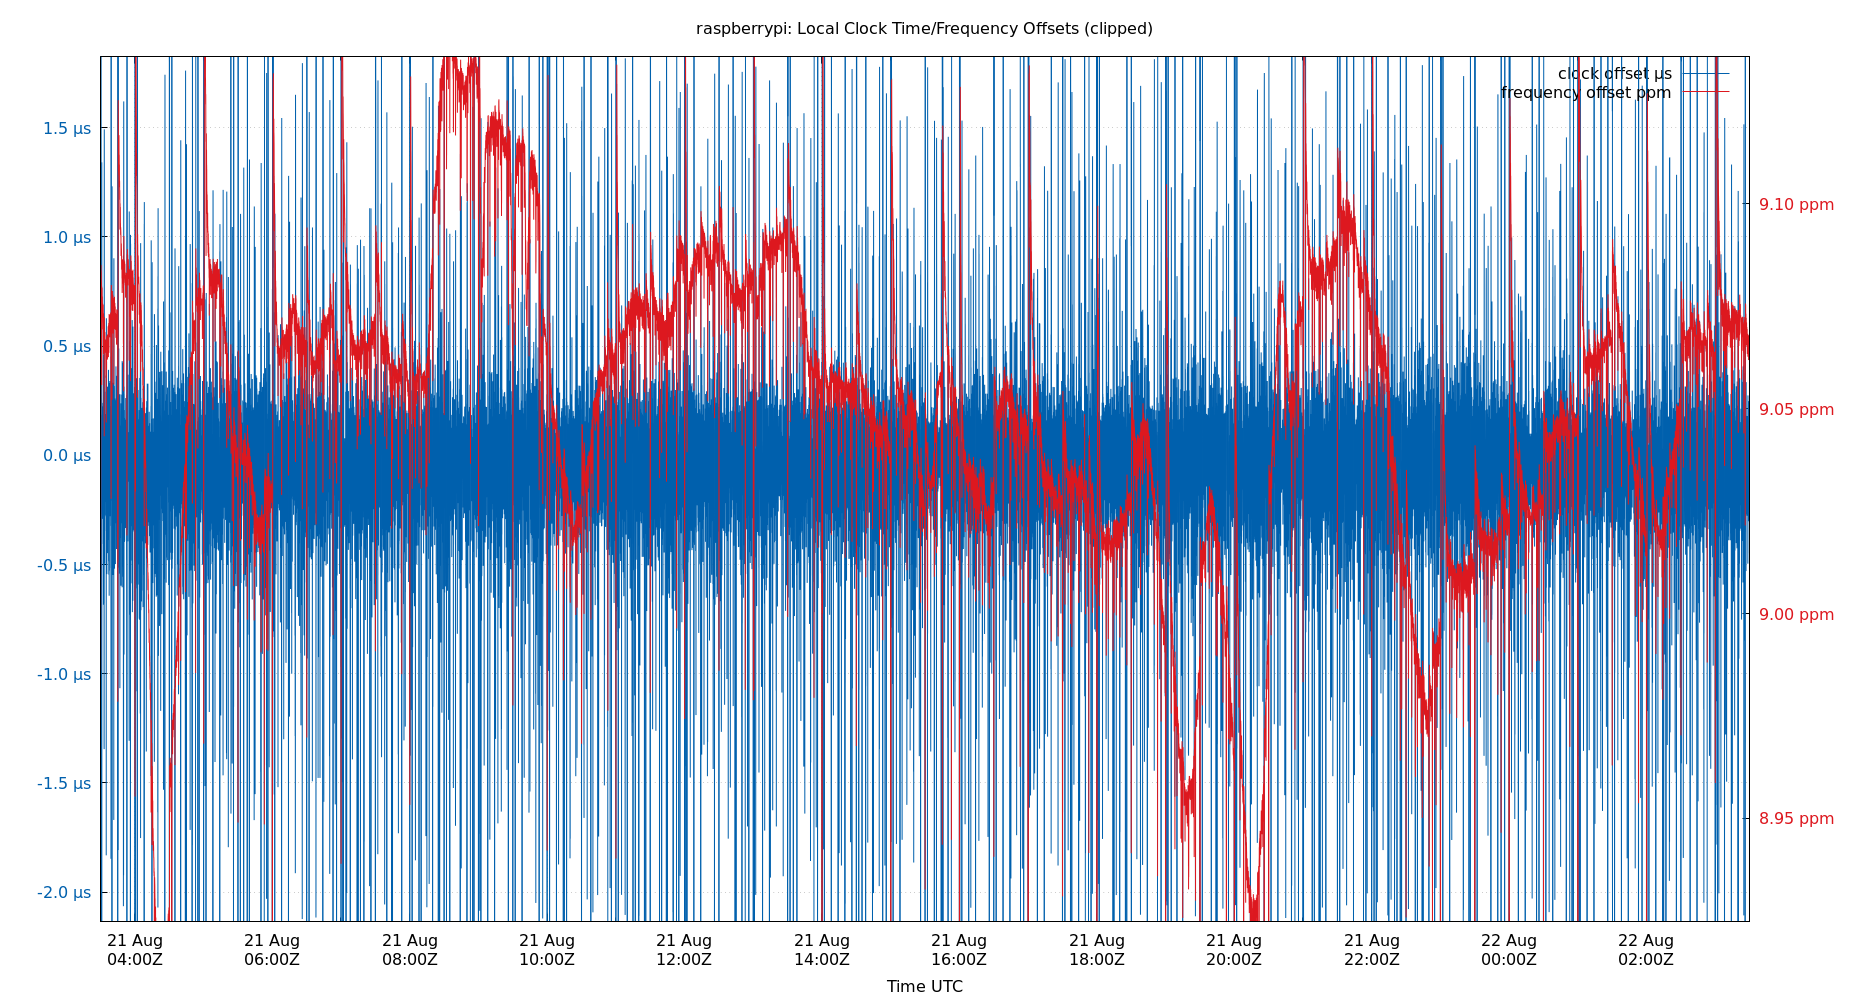 raspberrypi: Local Clock Time/Frequency Offsets (clipped)
clock offset µs
frequency offset ppm
1.5 µs
1.0 µs
0.5 µs
0.0 µs
-0.5 µs
-1.0 µs
-1.5 µs
-2.0 µs
9.10 ppm
9.05 ppm
9.00 ppm
8.95 ppm
21 Aug 21 Aug 21 Aug 21 Aug 21 Aug 21 Aug 21 Aug 21 Aug 21 Aug 21 Aug 22 Aug 22 Aug
04:00Z 06:00Z 08:00Z 10:00Z 12:00Z 14:00Z 16:00Z 18:00Z 20:00Z 22:00Z 00:00Z 02:00Z
Time UTC